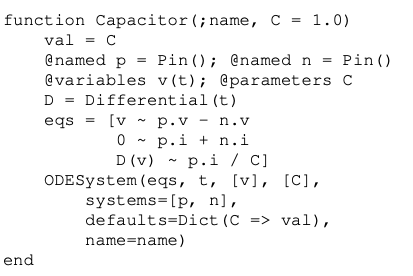 function Capacitor(;name, C = 1.0)
    val = C
    @named p = Pin(); @named n = Pin()
    @variables v(t); @parameters C
    D = Differential(t)
    eqs = [v ~ p.v - n.v
           0 ~ p.i + n.i
           D(v) ~ p.i / C]
    ODESystem(eqs, t, [v], [C],
        systems=[p, n],
        defaults=Dict(C => val),
        name=name)
end